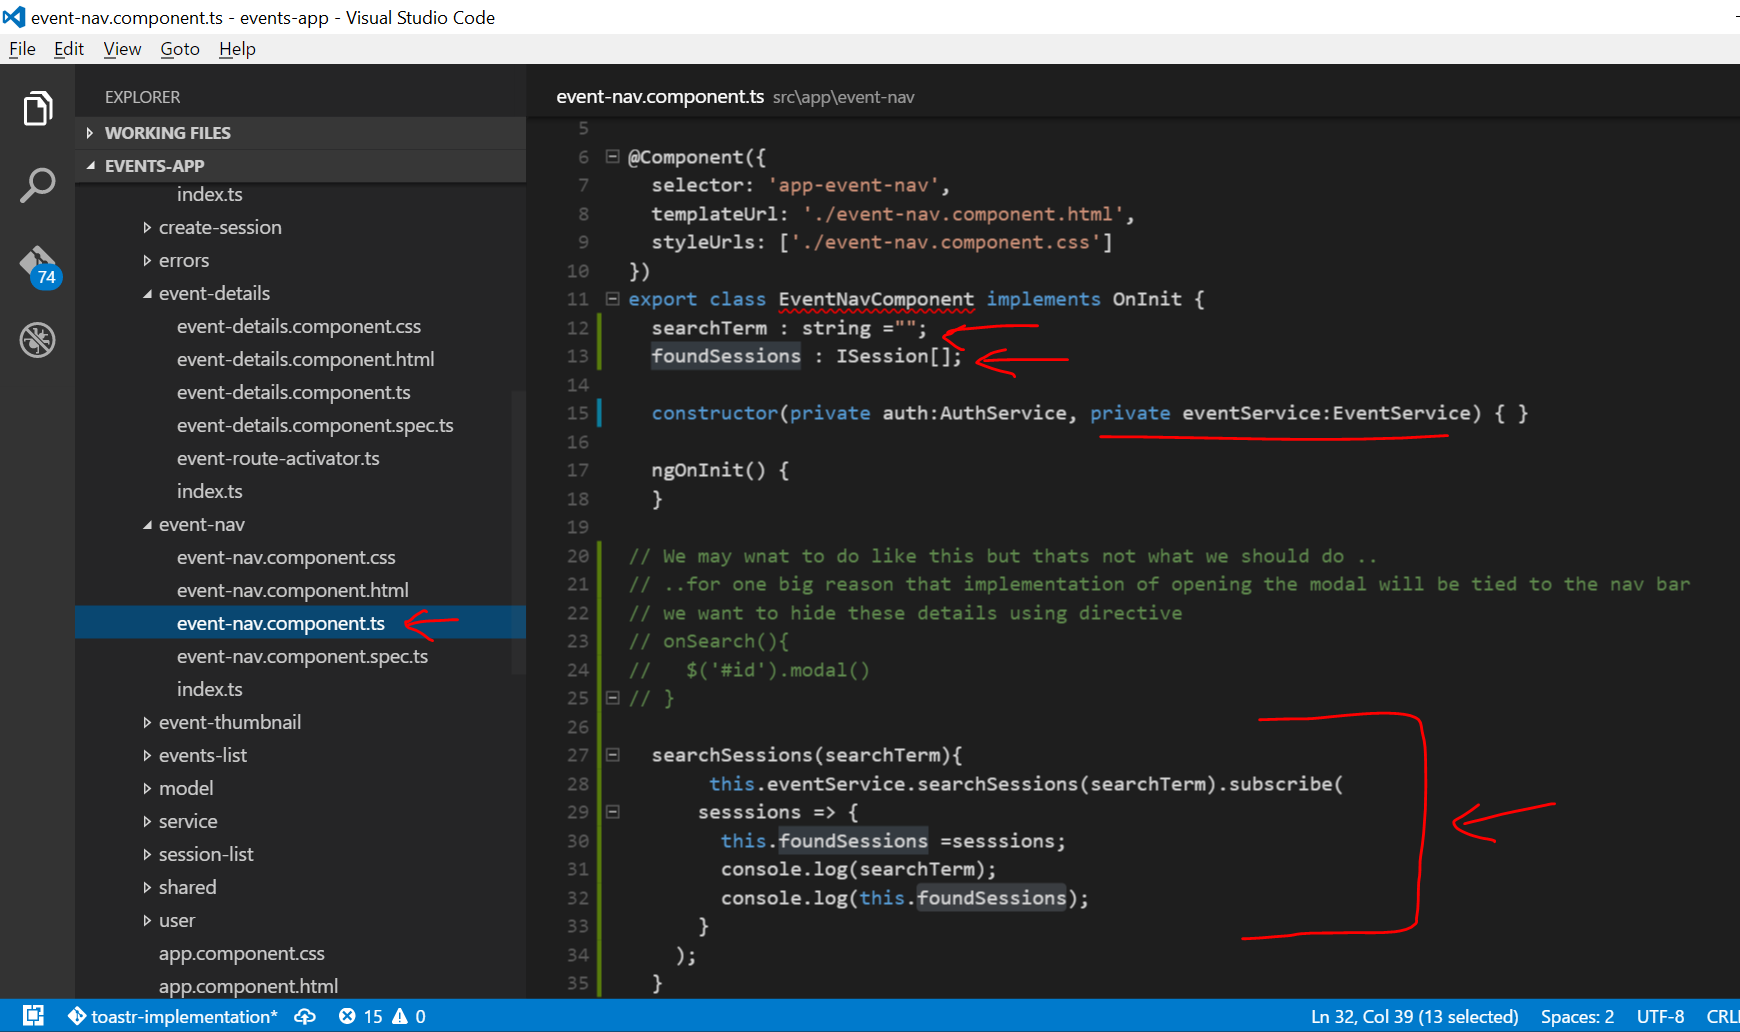 event-nav.component.ts - events-app - Visual Studio Code
File Edit View Goto Help
EXPLORER
WORKING FILES
EVENTS-APP
index.ts
create-session
errors
event-details
event-details.component.css
event-details.component.html
event-details.component.ts
event-details.component.spec.ts
event-route-activator.ts
index.ts
event-nav
event-nav.component.css
event-nav.component.html
event-nav.component.ts
event-nav.component.spec.ts
index.ts
event-thumbnail
events-list
model
service
session-list
shared
user
app.component.css
app.component.html
74
event-nav.component.ts src\app\event-nav
5
6 @Component({
7 selector: 'app-event-nav',
8 templateUrl: './event-nav.component.html',
9 styleUrls: ['./event-nav.component.css']
10 })
11 export class EventNavComponent implements OnInit {
12 searchTerm : string ="";
13 foundSessions : ISession[];
14
15 constructor(private auth:AuthService, private eventService:EventService) { }
16
17 ngOnInit() {
18 }
19
20 // We may wnat to do like this but thats not what we should do ..
21 // ..for one big reason that implementation of opening the modal will be tied to the nav bar
22 // we want to hide these details using directive
23 // onSearch(){
24 // $('#id').modal()
25 // }
26
27 searchSessions(searchTerm){
28 this.eventService.searchSessions(searchTerm).subscribe(
29 sesssions => {
30 this.foundSessions =sesssions;
31 console.log(searchTerm);
32 console.log(this.foundSessions);
33 }
34 );
35 }
toastr-implementation* 15 0 Ln 32, Col 39 (13 selected) Spaces: 2 UTF-8 CRL